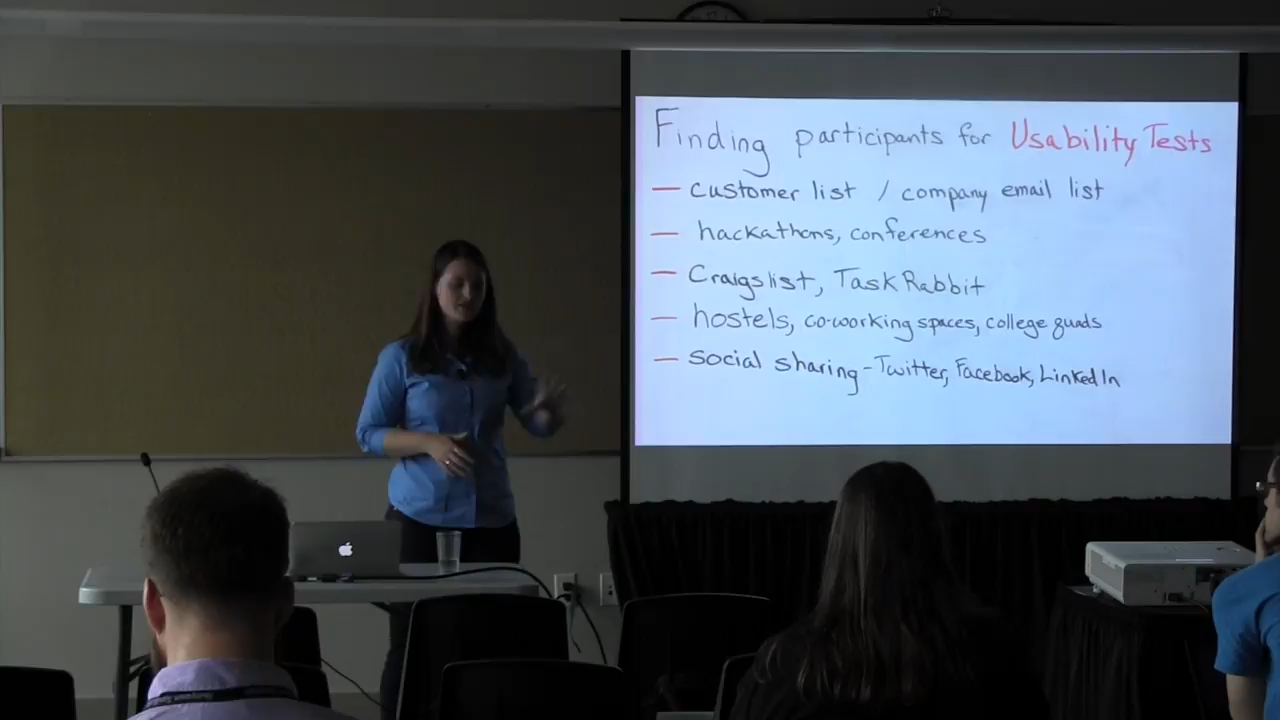 Finding participants for Usability Tests
— customer list / company email list
— hackathons, conferences
— Craigslist, TaskRabbit
— hostels, co-working spaces, college quads
— social sharing - Twitter, Facebook, LinkedIn